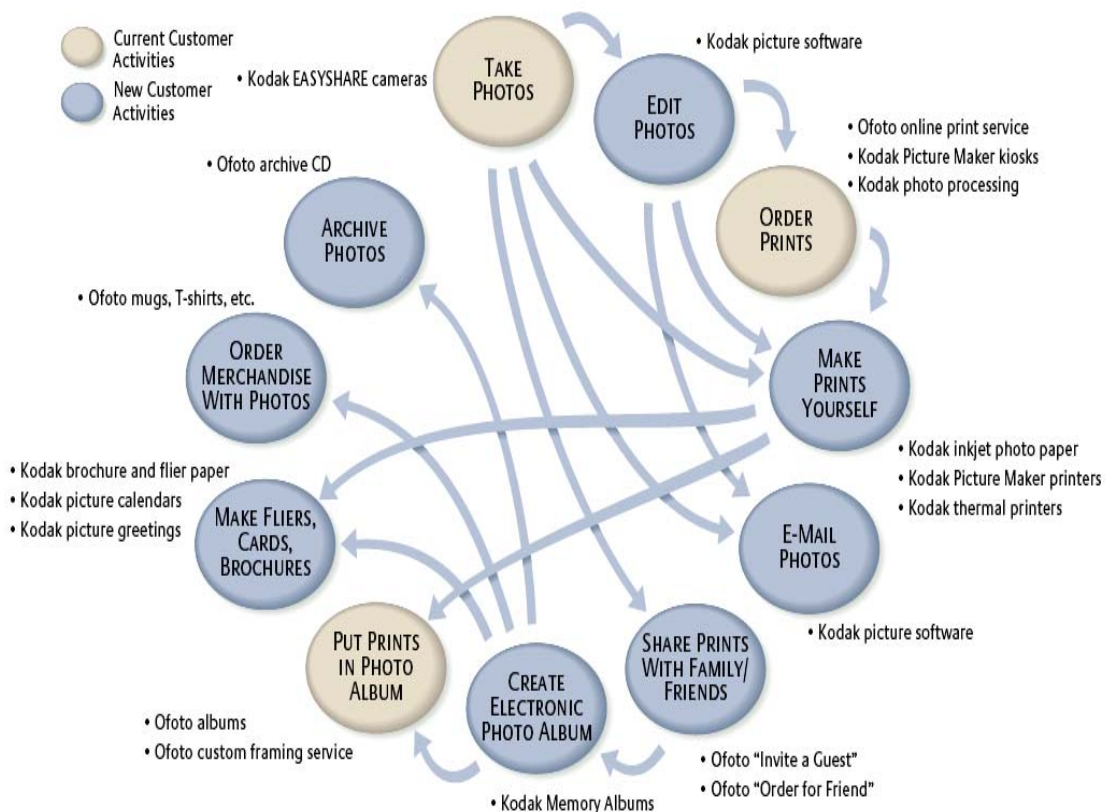 Current Customer
Activities
New Customer
Activities
TAKE
PHOTOS
• Kodak EASYSHARE cameras
EDIT
PHOTOS
• Kodak picture software
ORDER
PRINTS
• Ofoto online print service
• Kodak Picture Maker kiosks
• Kodak photo processing
MAKE
PRINTS
YOURSELF
• Kodak inkjet photo paper
• Kodak Picture Maker printers
• Kodak thermal printers
E-MAIL
PHOTOS
• Kodak picture software
SHARE PRINTS
WITH FAMILY/
FRIENDS
• Ofoto “Invite a Guest”
• Ofoto “Order for Friend”
CREATE
ELECTRONIC
PHOTO ALBUM
• Kodak Memory Albums
PUT PRINTS
IN PHOTO
ALBUM
• Ofoto albums
• Ofoto custom framing service
MAKE FLIERS,
CARDS,
BROCHURES
• Kodak brochure and flier paper
• Kodak picture calendars
• Kodak picture greetings
ORDER
MERCHANDISE
WITH PHOTOS
• Ofoto mugs, T-shirts, etc.
ARCHIVE
PHOTOS
• Ofoto archive CD